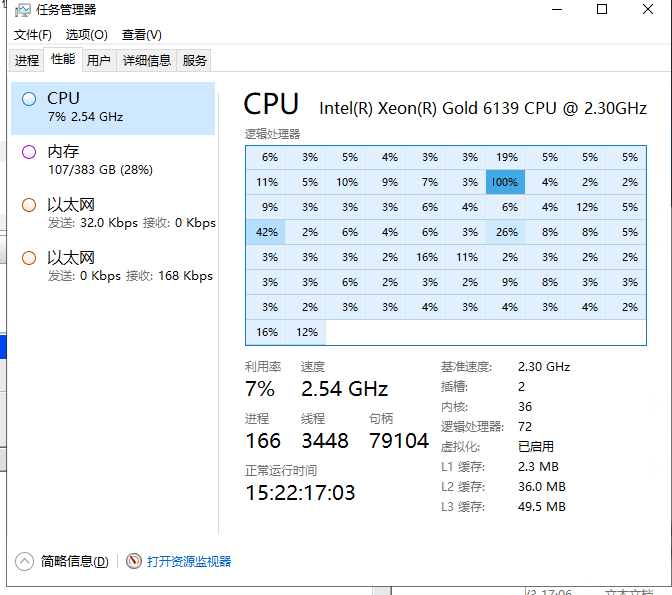 任务管理器
文件(F) 选项(O) 查看(V)
进程 性能 用户 详细信息 服务
CPU
7% 2.54 GHz
内存
107/383 GB (28%)
以太网
发送: 32.0 Kbps 接收: 0 Kbps
以太网
发送: 0 Kbps 接收: 168 Kbps
CPU Intel(R) Xeon(R) Gold 6139 CPU @ 2.30GHz
逻辑处理器
6% 3% 5% 4% 3% 3% 19% 5% 5% 5%
11% 5% 10% 9% 7% 3% 100% 4% 2% 2%
9% 3% 3% 3% 6% 4% 6% 4% 12% 5%
42% 2% 6% 4% 6% 3% 26% 8% 8% 5%
3% 3% 3% 2% 16% 11% 2% 3% 2% 2%
3% 3% 6% 2% 3% 2% 9% 8% 3% 3%
3% 2% 3% 3% 4% 3% 4% 3% 4% 2%
16% 12%
利用率 速度
7% 2.54 GHz
进程 线程 句柄
166 3448 79104
正常运行时间
15:22:17:03
基准速度: 2.30 GHz
插槽: 2
内核: 36
逻辑处理器: 72
虚拟化: 已启用
L1 缓存: 2.3 MB
L2 缓存: 36.0 MB
L3 缓存: 49.5 MB
简略信息(D) 打开资源监视器